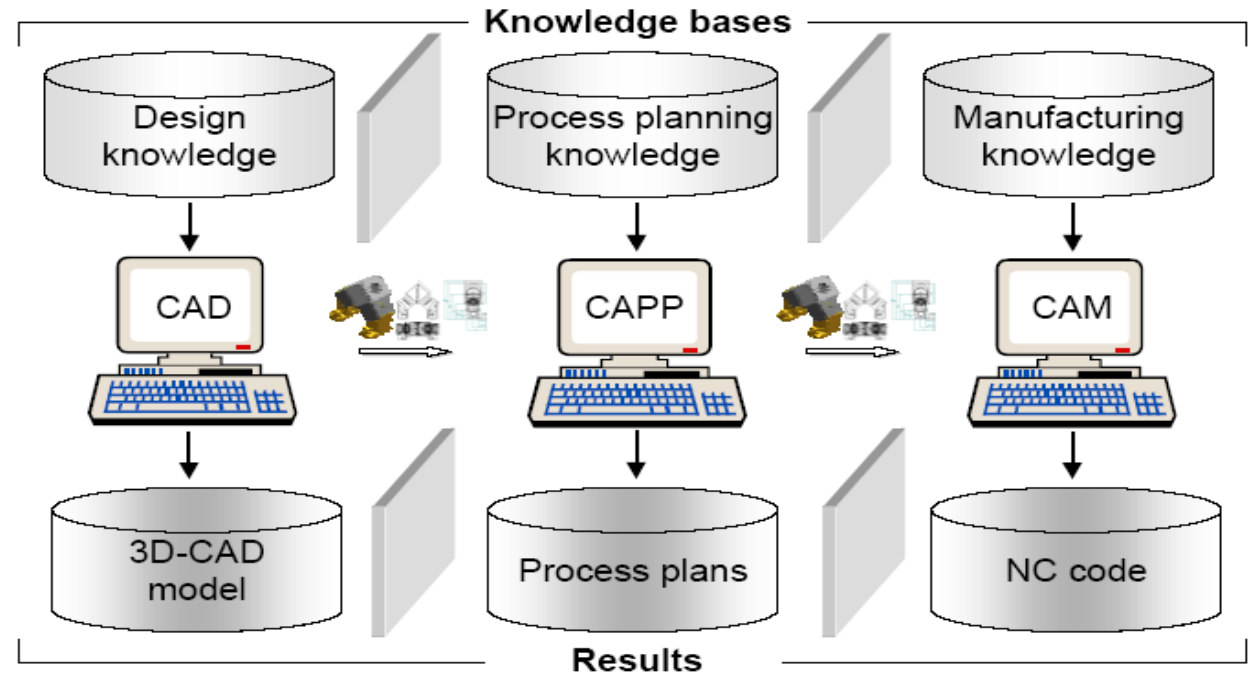 Knowledge bases
Design
knowledge
Process planning
knowledge
Manufacturing
knowledge
CAD
CAPP
CAM
3D-CAD
model
Process plans
NC code
Results